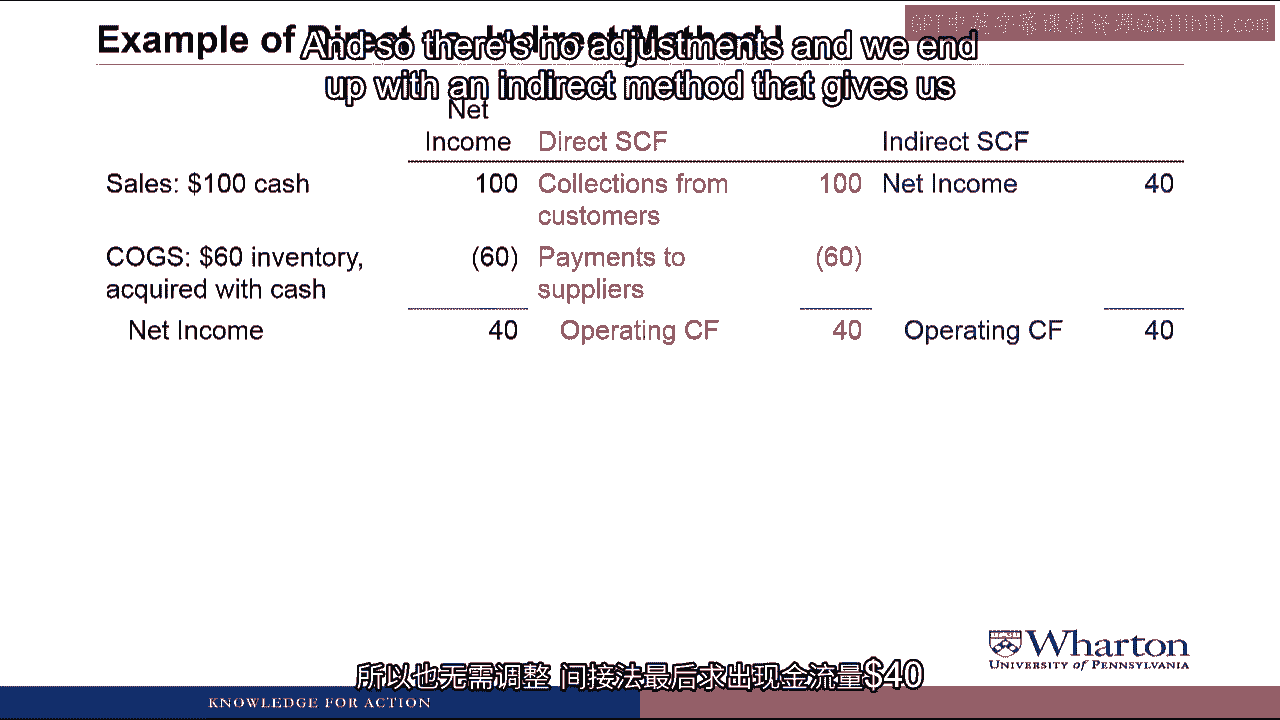 Example of Direct vs. Indirect Method I
And so there's no adjustments and we end
up with an indirect method that gives us
Net
Income Direct SCF Indirect SCF
Sales: $100 cash 100 Collections from 100 Net Income 40
customers
COGS: $60 inventory, (60) Payments to (60)
acquired with cash suppliers
Net Income 40 Operating CF 40 Operating CF 40
Wharton
UNIVERSITY of PENNSYLVANIA
所以也无需调整 间接法最后求出现金流量$40
KNOWLEDGE FOR ACTION